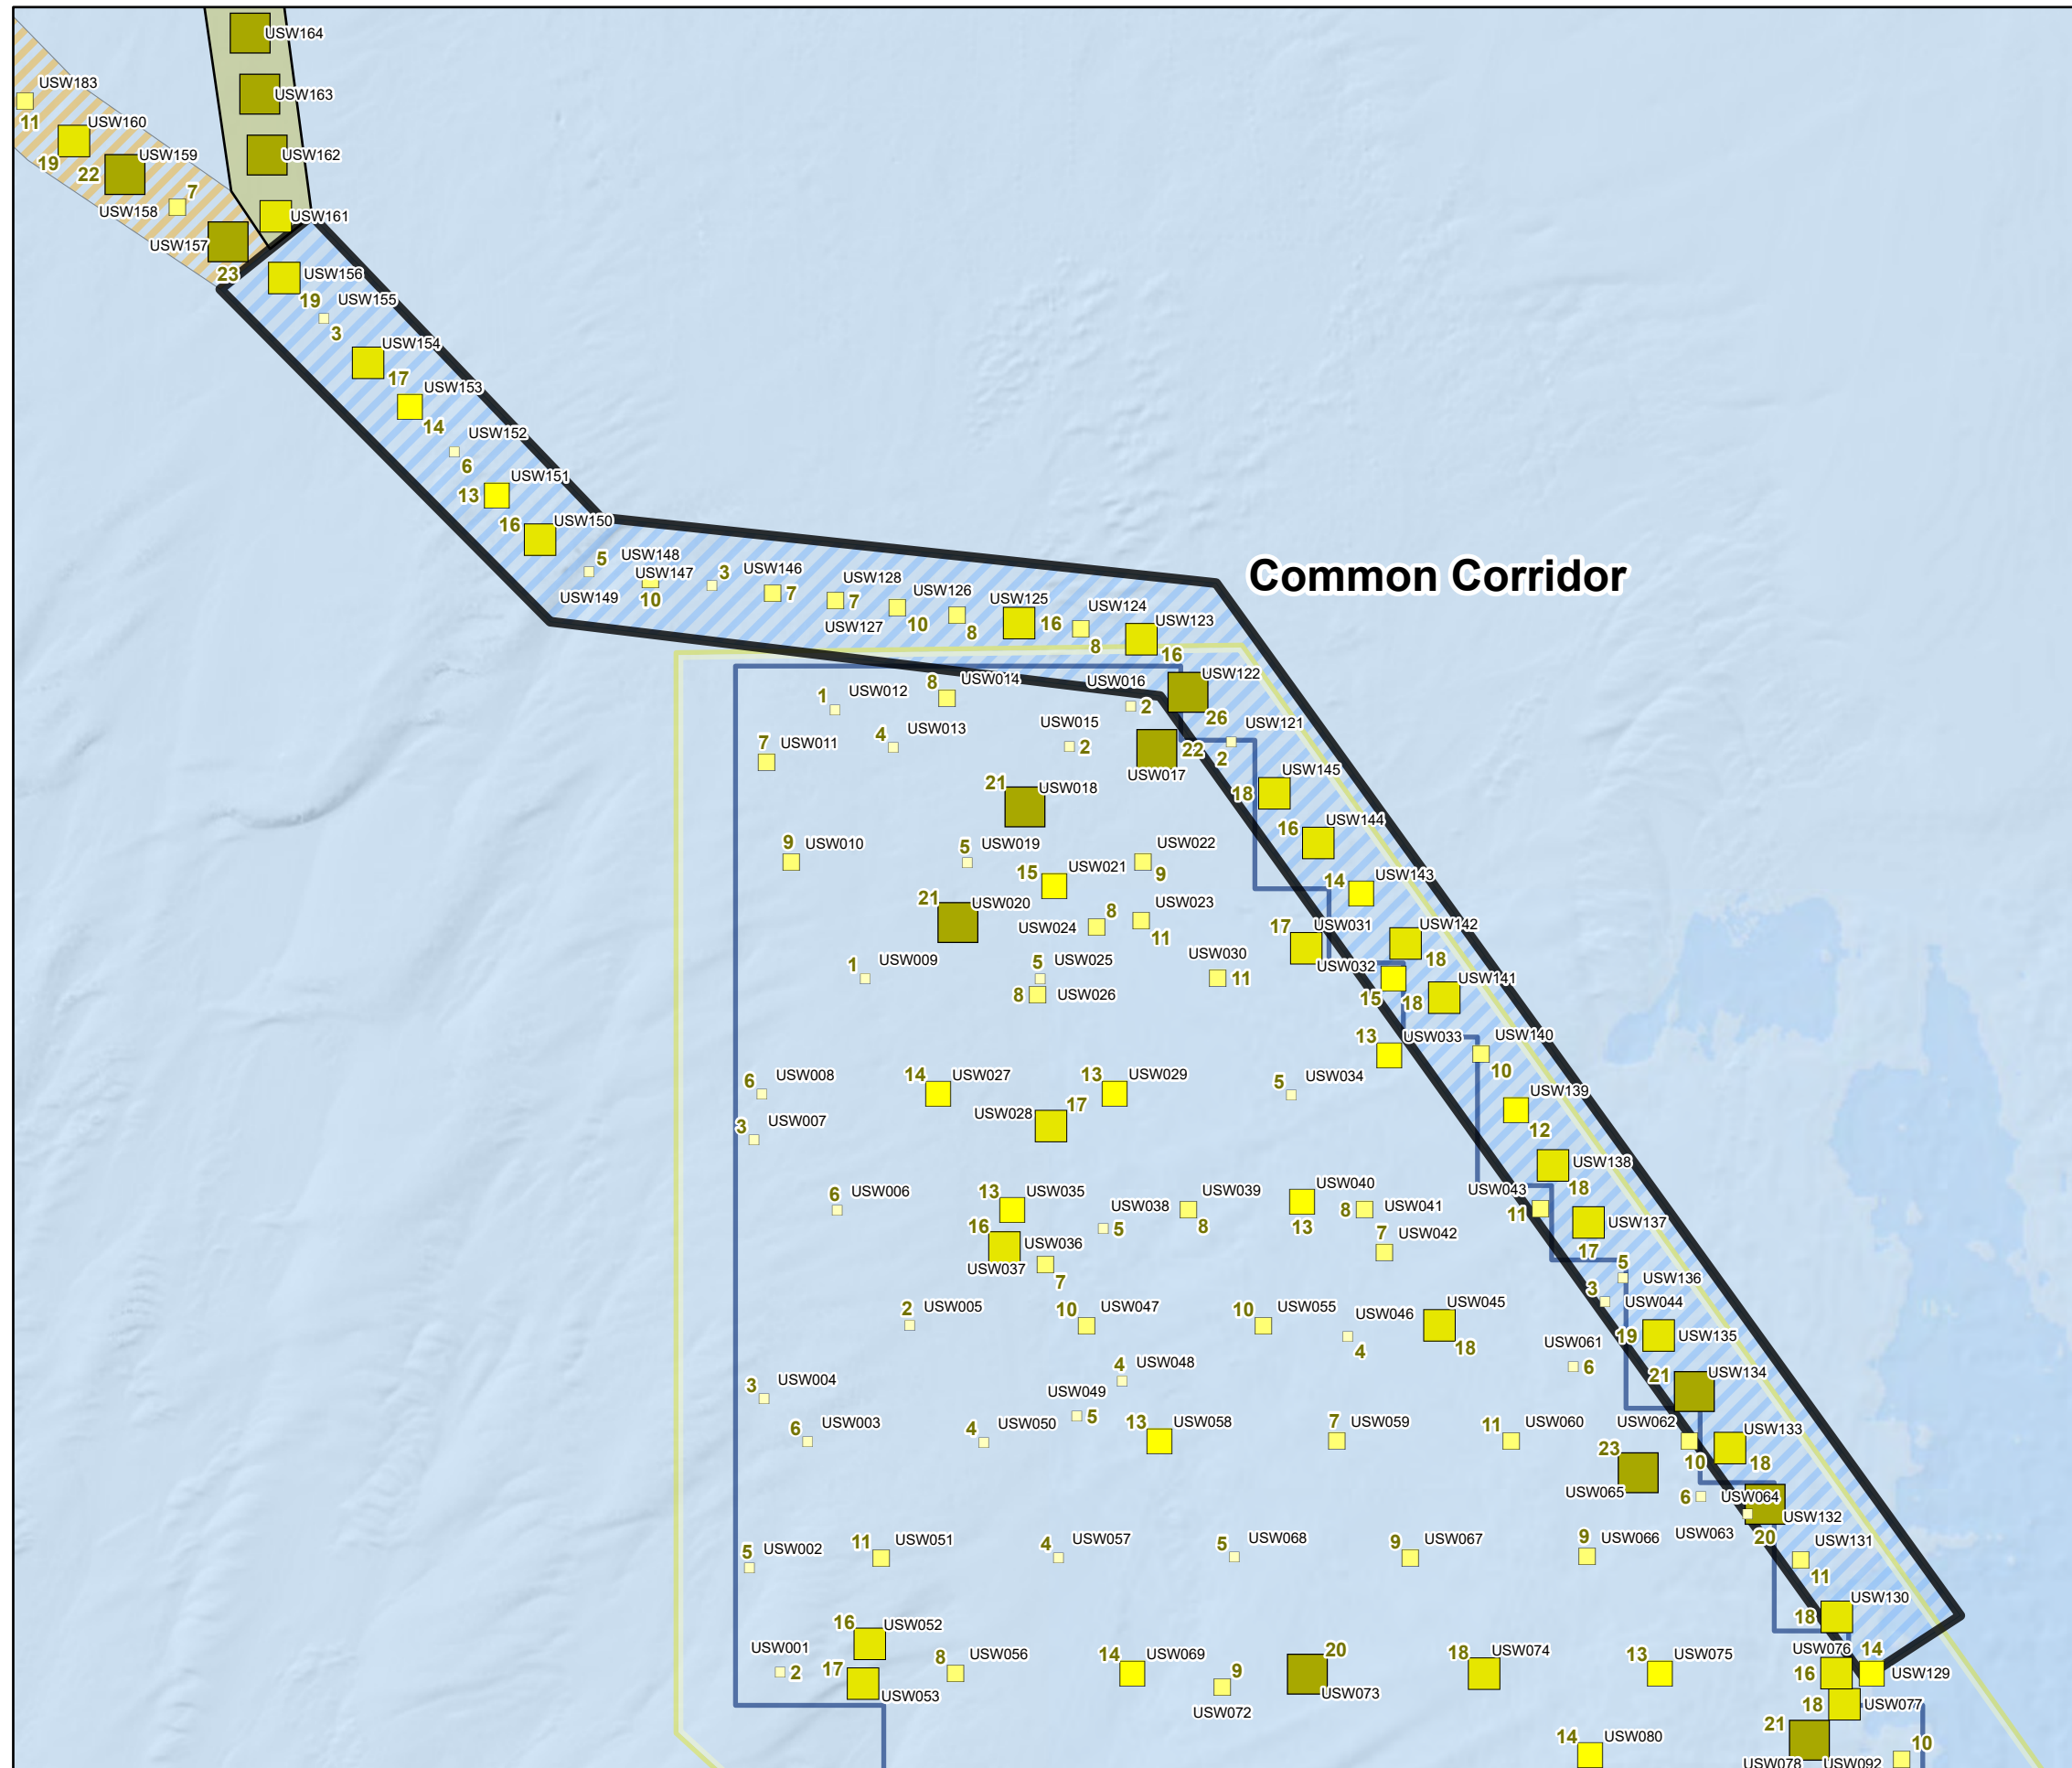 USW164
USW163
USW183
11
USW160
19
USW159
22
USW162
7
USW158
USW161
USW157
23
USW156
19
USW155
3
USW154
17
USW153
14
USW152
6
USW151
13
16
USW150
5
USW148
USW147
3
USW146
USW149
10
7
USW128
7
USW127
USW126
10
8
USW125
16
USW124
8
USW123
16
Common Corridor
1
USW012
8
USW014
USW016
2
USW122
26
USW121
2
7
USW011
4
USW013
USW015
2
22
USW017
21
USW018
USW145
18
16
USW144
9
USW010
5
USW019
15
USW021
USW022
9
14
USW143
21
USW020
USW024
8
USW023
11
17
USW031
USW142
18
1
USW009
5
USW025
8
USW026
USW030
11
USW032
15
18
USW141
13
USW033
USW140
10
6
USW008
14
USW027
13
USW029
5
USW034
USW139
12
3
USW007
USW028
17
USW138
18
6
USW006
13
USW035
USW038
5
USW039
8
USW040
13
8
USW041
USW043
11
16
USW036
USW037
7
7
USW042
USW137
17
5
USW136
2
USW005
10
USW047
10
USW055
USW046
4
USW045
18
3
USW044
19
USW135
4
USW048
USW061
6
3
USW004
USW049
5
21
USW134
6
USW003
4
USW050
13
USW058
7
USW059
11
USW060
USW062
10
USW133
18
23
USW065
6
USW064
USW132
USW063
20
5
USW002
11
USW051
4
USW057
5
USW068
9
USW067
9
USW066
USW131
11
18
USW130
16
USW052
USW001
2
17
USW053
8
USW056
14
USW069
9
USW072
20
USW073
18
USW074
13
USW075
USW076
16
14
USW129
18
USW077
14
USW080
21
USW078
USW092
10